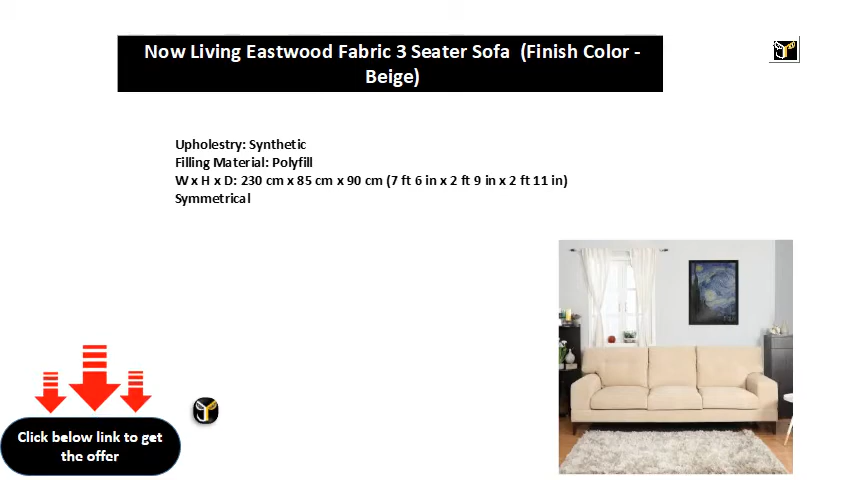 Now Living Eastwood Fabric 3 Seater Sofa (Finish Color -
Beige)
Upholestry: Synthetic
Filling Material: Polyfill
W x H x D: 230 cm x 85 cm x 90 cm (7 ft 6 in x 2 ft 9 in x 2 ft 11 in)
Symmetrical
Click below link to get
the offer